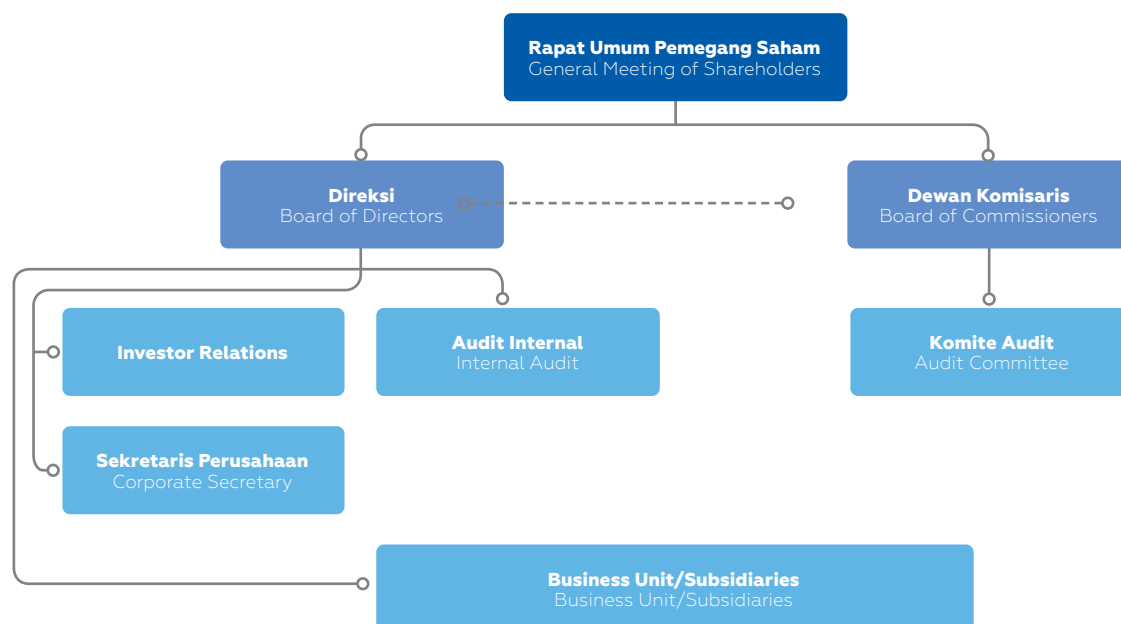 Rapat Umum Pemegang Saham
General Meeting of Shareholders
Direksi
Board of Directors
Dewan Komisaris
Board of Commissioners
Investor Relations
Audit Internal
Internal Audit
Komite Audit
Audit Committee
Sekretaris Perusahaan
Corporate Secretary
Business Unit/Subsidiaries
Business Unit/Subsidiaries